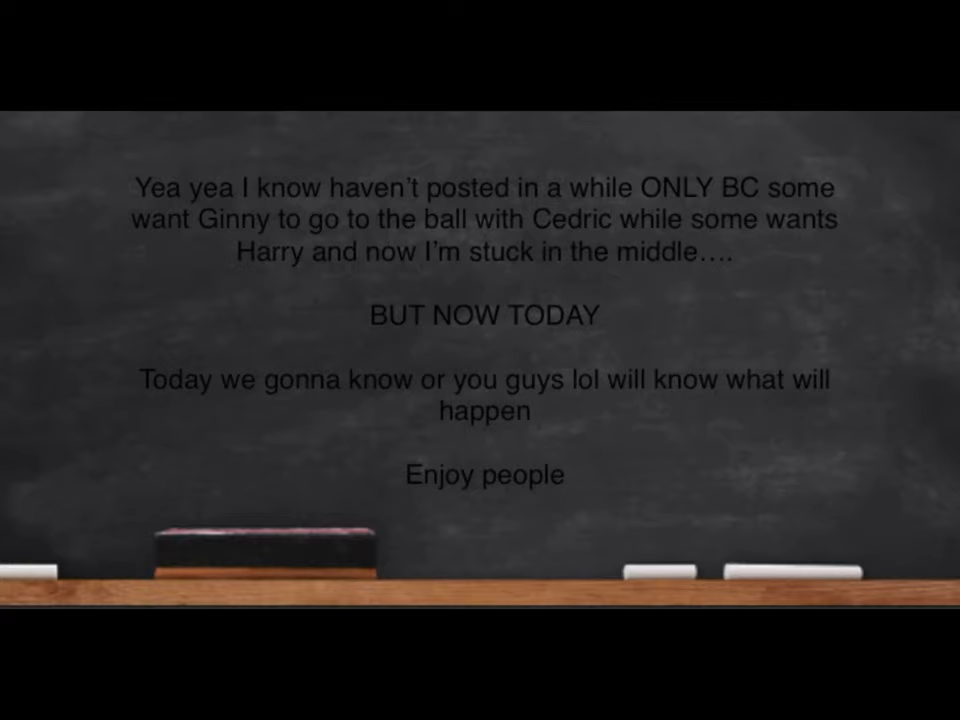 Yea yea I know haven’t posted in a while ONLY BC some
want Ginny to go to the ball with Cedric while some wants
Harry and now I’m stuck in the middle….
BUT NOW TODAY
Today we gonna know or you guys lol will know what will
happen
Enjoy people